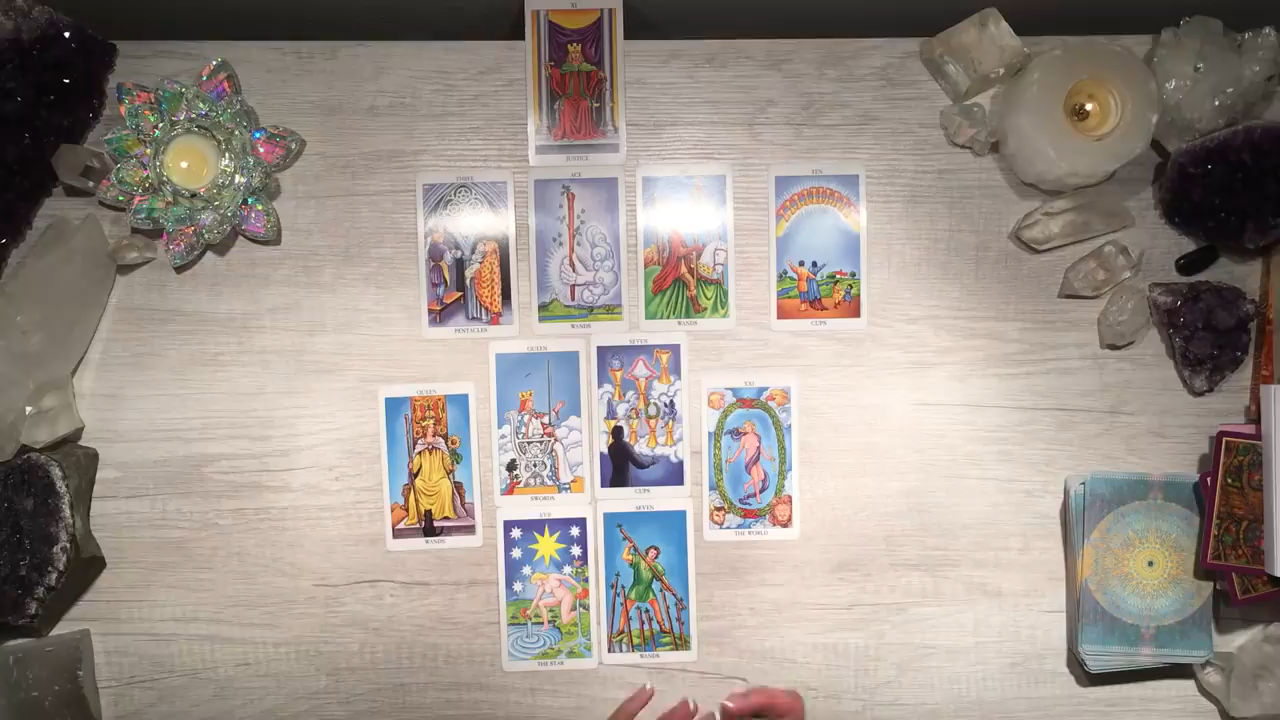 XI
JUSTICE
THREE
PENTACLES
ACE
WANDS
WANDS
TEN
CUPS
QUEEN
WANDS
QUEEN
SWORDS
SEVEN
CUPS
XXI
THE WORLD
XVII
THE STAR
SEVEN
WANDS